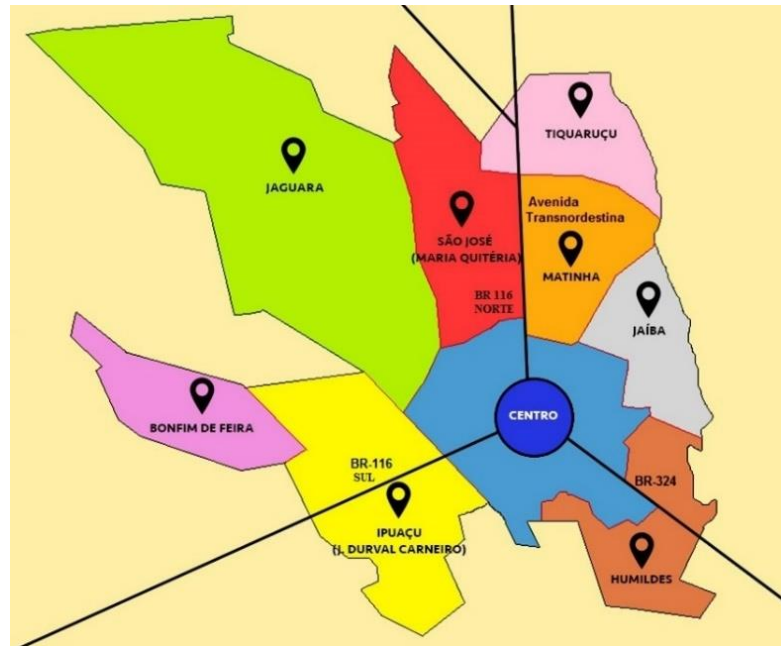 TIQUARUÇU
JAGUARA
Avenida
Transnordestina
SÃO JOSÉ
(MARIA QUITÉRIA)
MATINHA
BR 116
NORTE
JAÍBA
CENTRO
BONFIM DE FEIRA
BR-116
SUL
BR-324
IPUAÇU
(J. DURVAL CARNEIRO)
HUMILDES